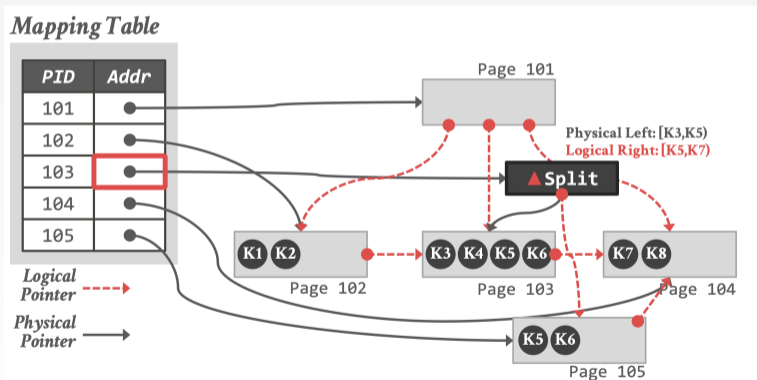 Mapping Table
PID Addr
101
102
103
104
105
Logical
Pointer
Physical
Pointer
Page 101
Physical Left: [K3,K5)
Logical Right: [K5,K7)
▲Split
K1 K2
Page 102
K3 K4 K5 K6
Page 103
K7 K8
Page 104
K5 K6
Page 105